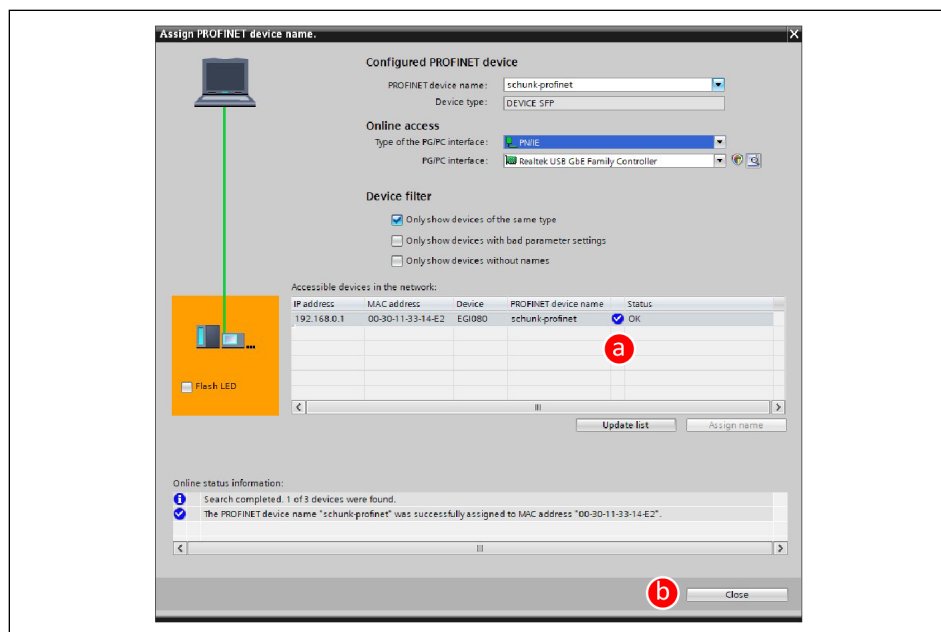 Assign PROFINET device name.
Configured PROFINET device
PROFINET device name: schunk-profinet
Device type: DEVICE SFP
Online access
Type of the PG/PC interface: PN/IE
PG/PC interface: Realtek USB GbE Family Controller
Device filter
Only show devices of the same type
Only show devices with bad parameter settings
Only show devices without names
Accessible devices in the network:
IP address MAC address Device PROFINET device name Status
192.168.0.1 00-30-11-33-14-E2 EGI080 schunk-profinet OK
a
Flash LED
Update list Assign name
Online status information:
Search completed. 1 of 3 devices were found.
The PROFINET device name "schunk-profinet" was successfully assigned to MAC address "00-30-11-33-14-E2".
b Close